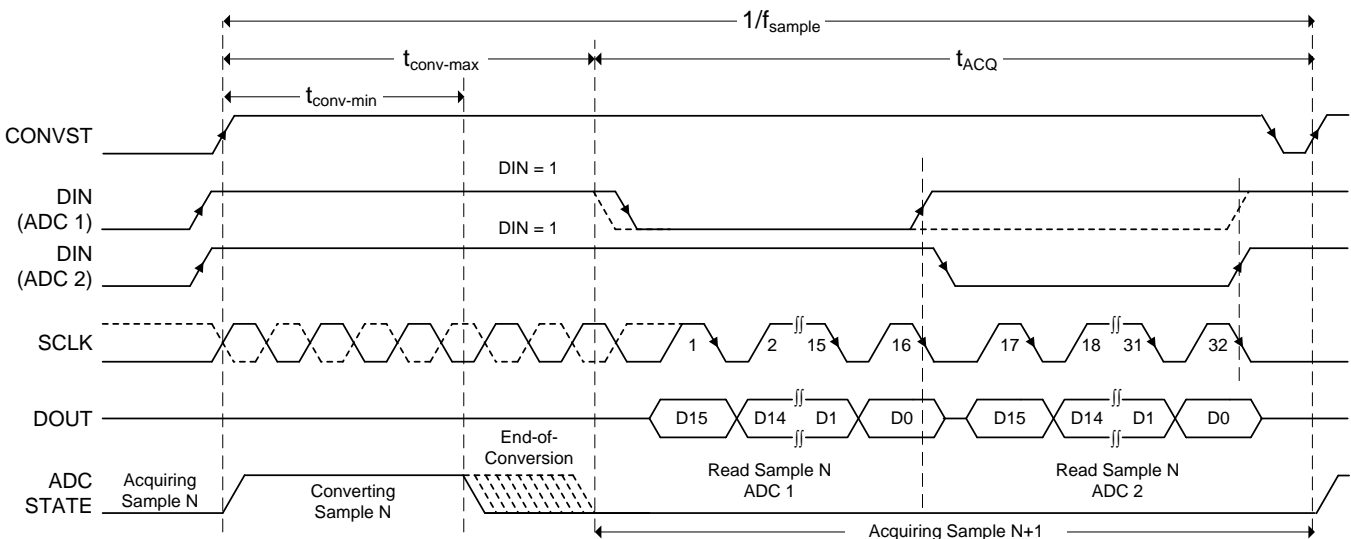 1/fsample
tconv-max
tACQ
tconv-min
CONVST
DIN = 1
DIN
(ADC 1)
DIN = 1
DIN
(ADC 2)
SCLK
1
2
15
16
17
18
31
32
DOUT
D15
D14
D1
D0
D15
D14
D1
D0
ADC
STATE
Acquiring
Sample N
Converting
Sample N
End-of-
Conversion
Read Sample N
ADC 1
Read Sample N
ADC 2
Acquiring Sample N+1